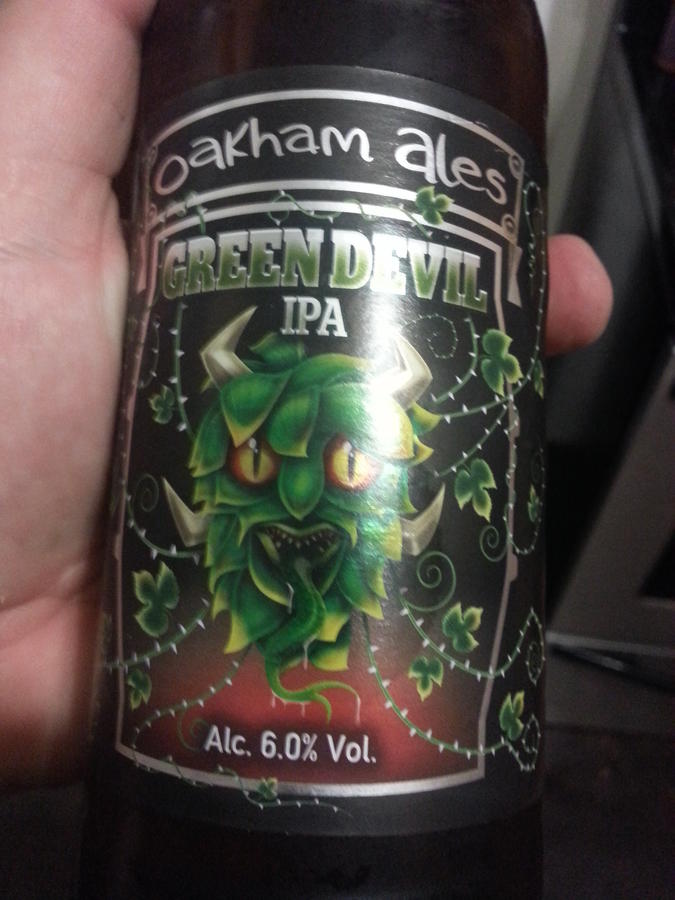 Oakham Ales
GREEN DEVIL
IPA
Alc. 6.0% Vol.